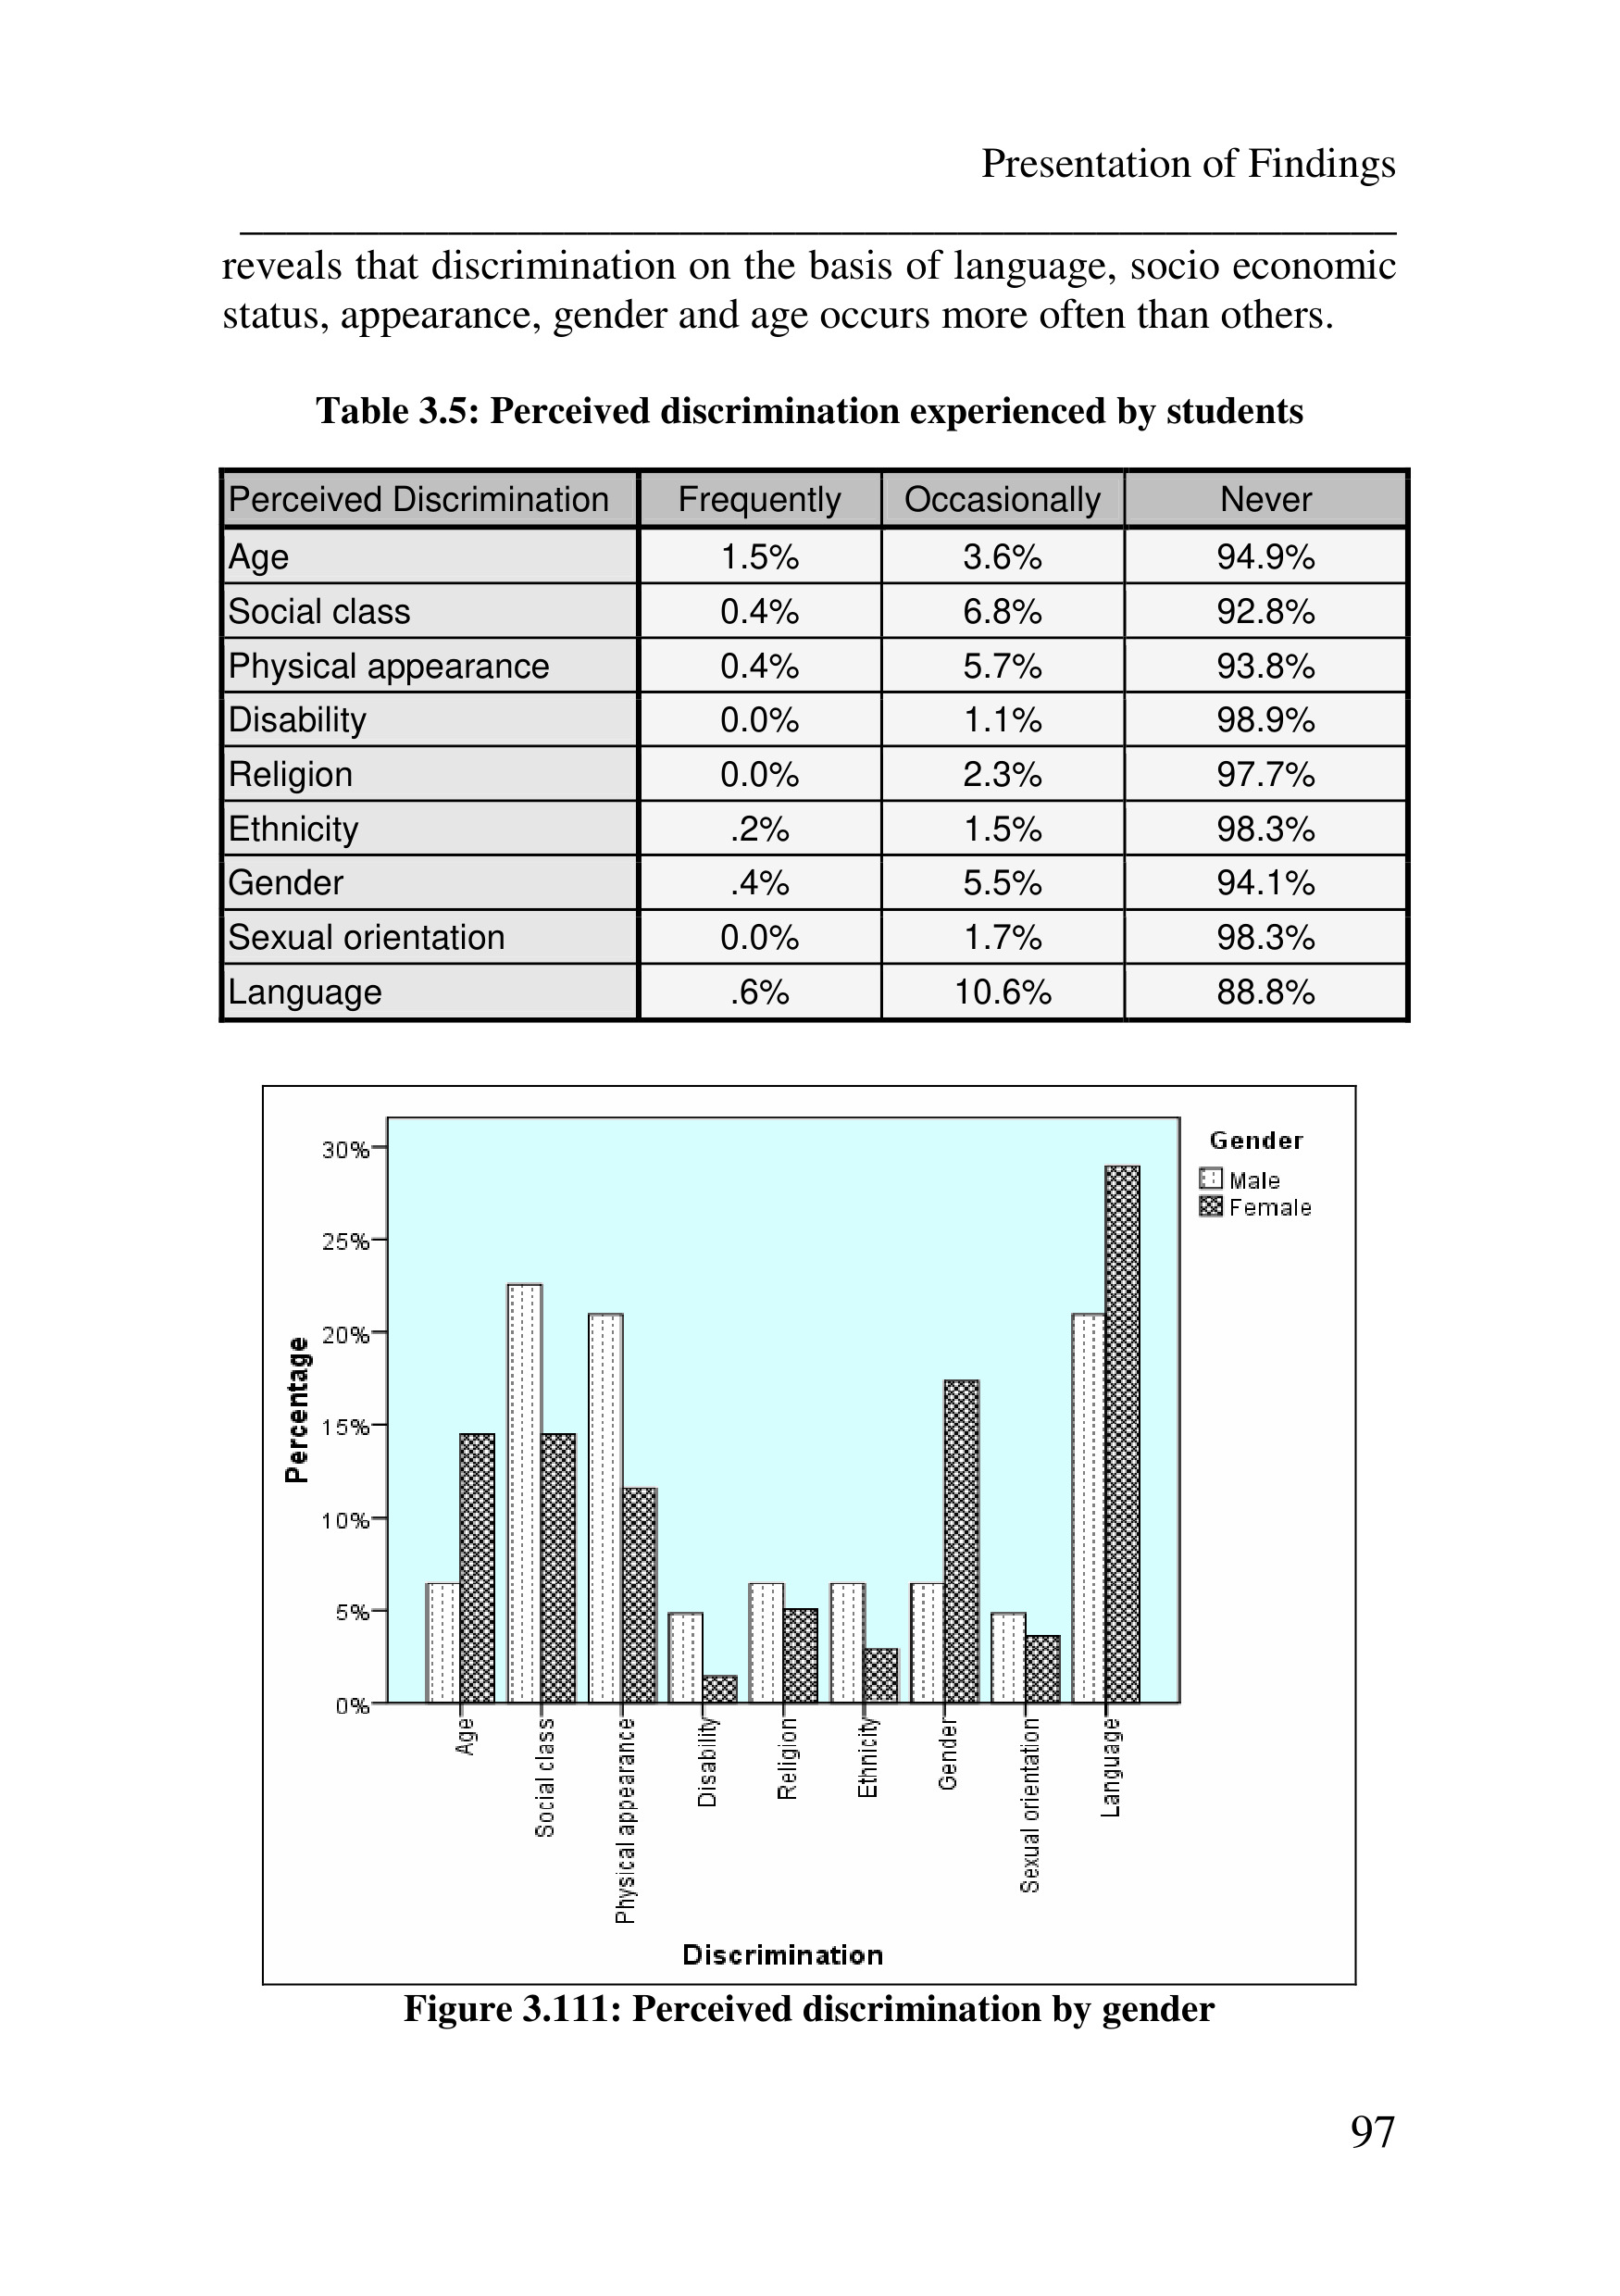 Presentation of Findings
reveals that discrimination on the basis of language, socio economic
status, appearance, gender and age occurs more often than others.
Table 3.5: Perceived discrimination experienced by students
Perceived Discrimination Frequently Occasionally Never
Age 1.5% 3.6% 94.9%
Social class 0.4% 6.8% 92.8%
Physical appearance 0.4% 5.7% 93.8%
Disability 0.0% 1.1% 98.9%
Religion 0.0% 2.3% 97.7%
Ethnicity .2% 1.5% 98.3%
Gender .4% 5.5% 94.1%
Sexual orientation 0.0% 1.7% 98.3%
Language .6% 10.6% 88.8%
Gender
Male
Female
Percentage
30%
25%
20%
15%
10%
5%
0%
Age
Social class
Physical appearance
Disability
Religion
Ethnicity
Gender
Sexual orientation
Language
Discrimination
Figure 3.111: Perceived discrimination by gender
97